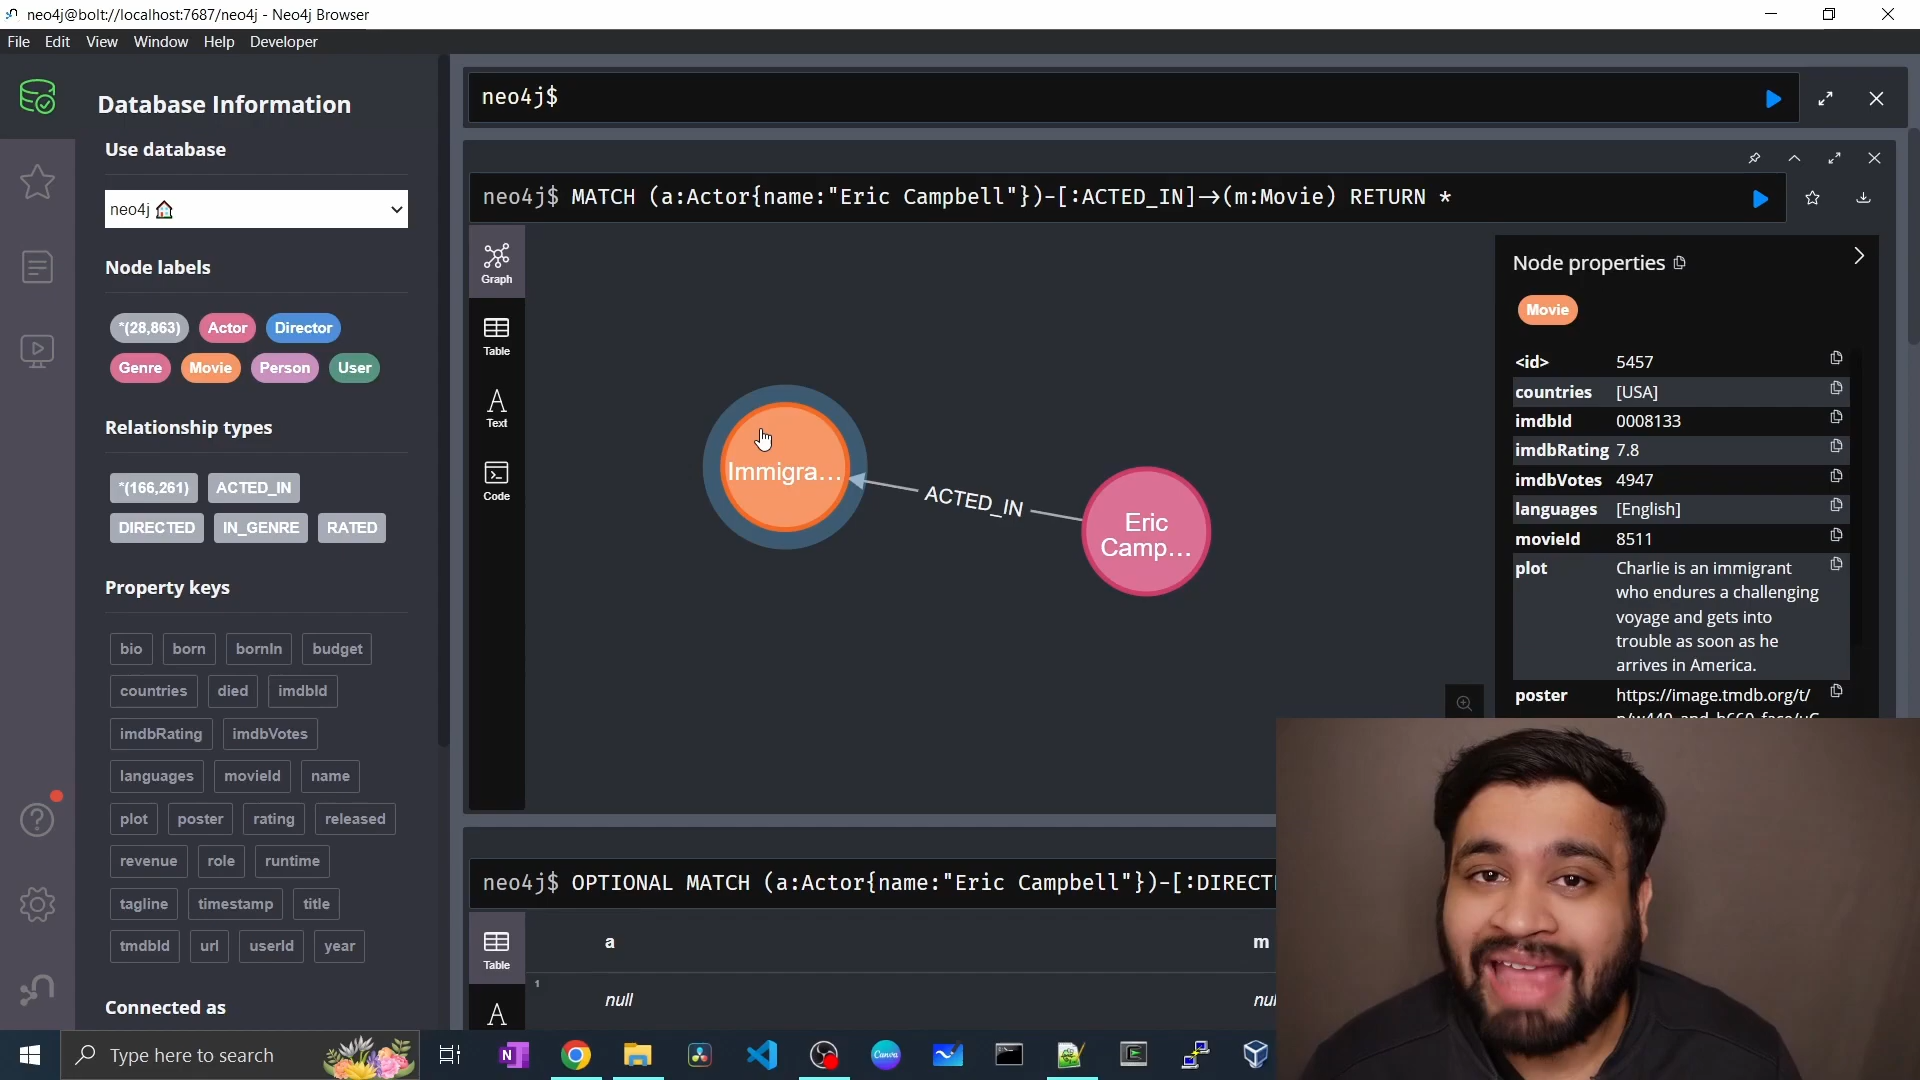 neo4j@bolt://localhost:7687/neo4j - Neo4j Browser
File Edit View Window Help Developer
Database Information
Use database
neo4j
Node labels
*(28,863) Actor Director
Genre Movie Person User
Relationship types
*(166,261) ACTED_IN
DIRECTED IN_GENRE RATED
Property keys
bio born bornIn budget
countries died imdbId
imdbRating imdbVotes
languages movieId name
plot poster rating released
revenue role runtime
tagline timestamp title
tmdbId url userId year
Connected as
neo4j$
neo4j$ MATCH (a:Actor{name:"Eric Campbell"})-[:ACTED_IN]→(m:Movie) RETURN *
Graph
Table
Text
Code
Immigra...
ACTED_IN
Eric
Camp...
Node properties
Movie
<id> 5457
countries [USA]
imdbId 0008133
imdbRating 7.8
imdbVotes 4947
languages [English]
movieId 8511
plot Charlie is an immigrant
who endures a challenging
voyage and gets into
trouble as soon as he
arrives in America.
poster https://image.tmdb.org/t/
neo4j$ OPTIONAL MATCH (a:Actor{name:"Eric Campbell"})-[:DIRECT
Table
a m
1
null nul
Type here to search
Canva